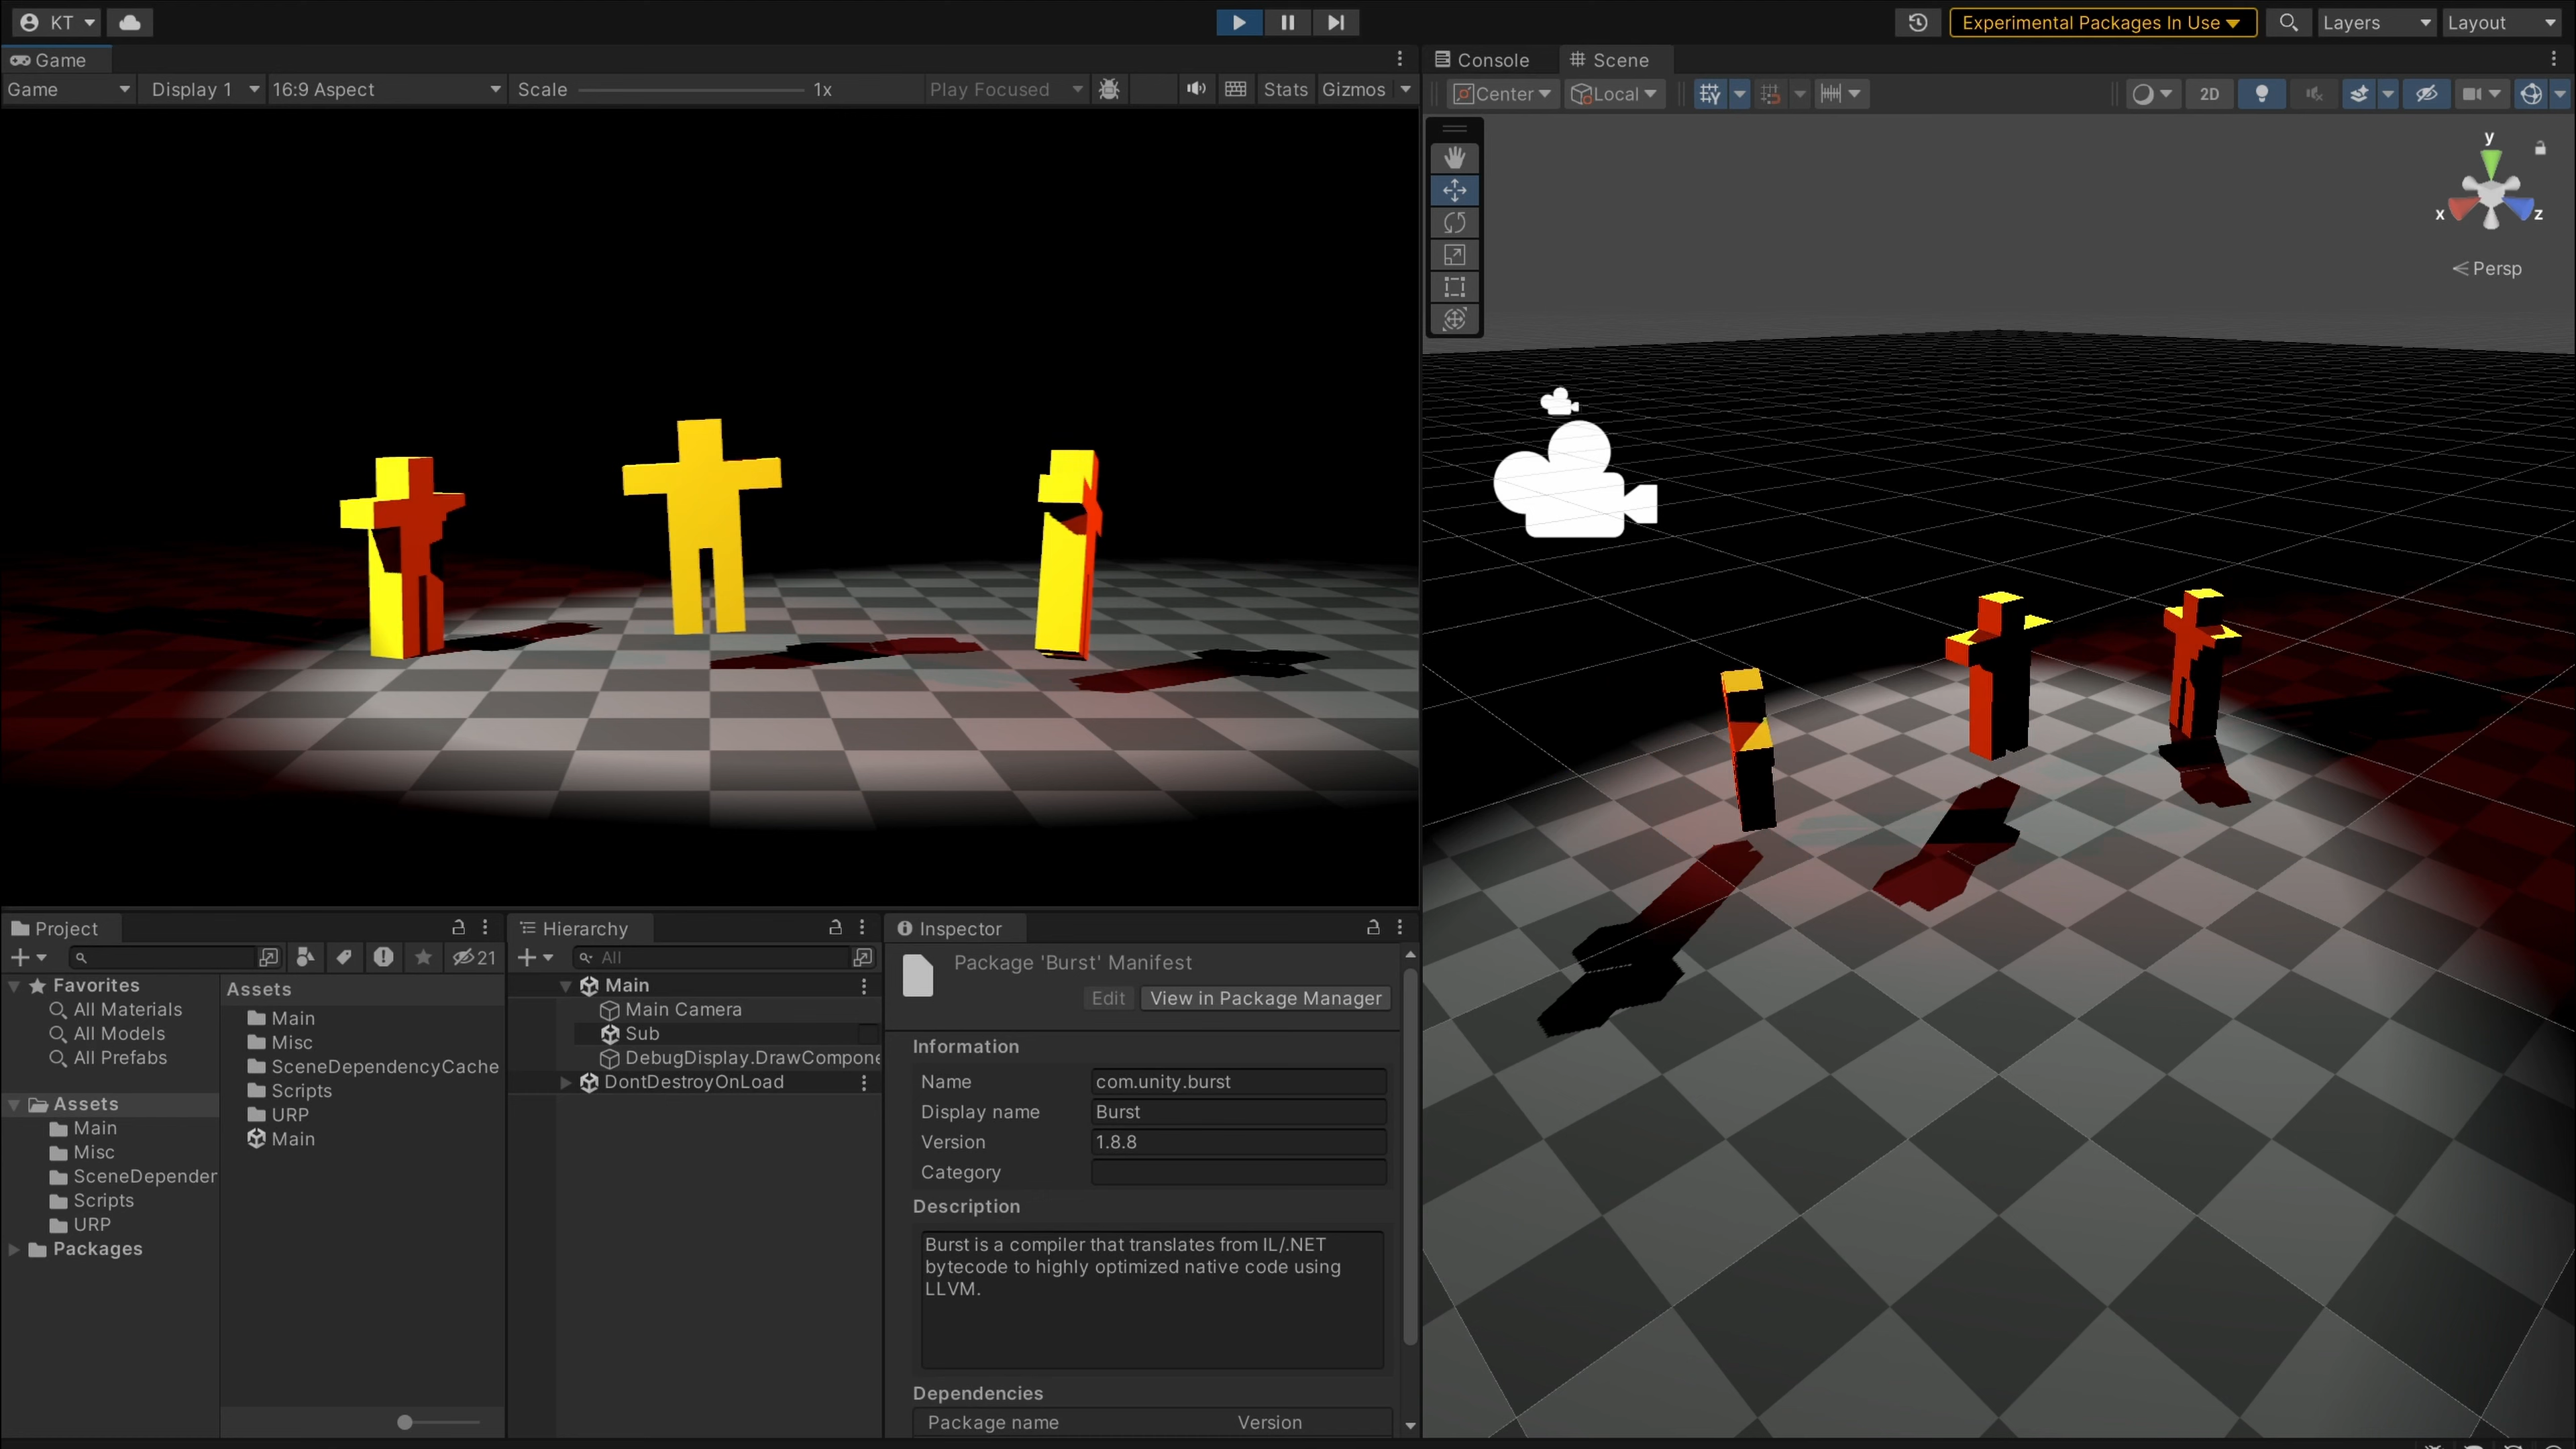 KT
Experimental Packages In Use
Layers
Layout
Game
Game
Display 1
16:9 Aspect
Scale
1x
Play Focused
Stats
Gizmos
Console
Scene
Center
Local
2D
y
x
z
Persp
Project
21
Favorites
All Materials
All Models
All Prefabs
Assets
Main
Misc
SceneDependen
Scripts
URP
Packages
Assets
Main
Misc
SceneDependencyCache
Scripts
URP
Main
Hierarchy
All
Main
Main Camera
Sub
DebugDisplay.DrawCompone
DontDestroyOnLoad
Inspector
Package 'Burst' Manifest
Edit
View in Package Manager
Information
Name
com.unity.burst
Display name
Burst
Version
1.8.8
Category
Description
Burst is a compiler that translates from IL/.NET
bytecode to highly optimized native code using
LLVM.
Dependencies
Package name
Version